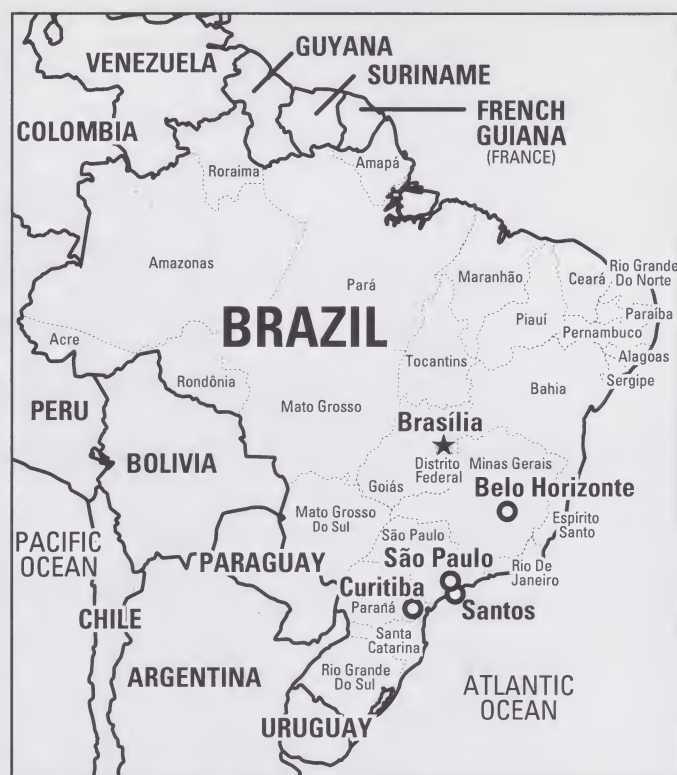 GUYANA
VENEZUELA
SURINAME
COLOMBIA
FRENCH
GUIANA
(FRANCE)
Roraima
Amapá
Amazonas
Pará
Maranhão
Ceará
Rio Grande
Do Norte
BRAZIL
Piauí
Paraíba
Pernambuco
Acre
Tocantins
Alagoas
Rondônia
Sergipe
Bahia
PERU
Mato Grosso
Brasília
BOLIVIA
Distrito
Federal
Minas Gerais
Goiás
Belo Horizonte
Mato Grosso
Do Sul
Espírito
Santo
PACIFIC
OCEAN
São Paulo
PARAGUAY
São Paulo
Rio De
Janeiro
Curitiba
Paraná
Santos
CHILE
Santa
Catarina
ARGENTINA
Rio Grande
Do Sul
ATLANTIC
OCEAN
URUGUAY